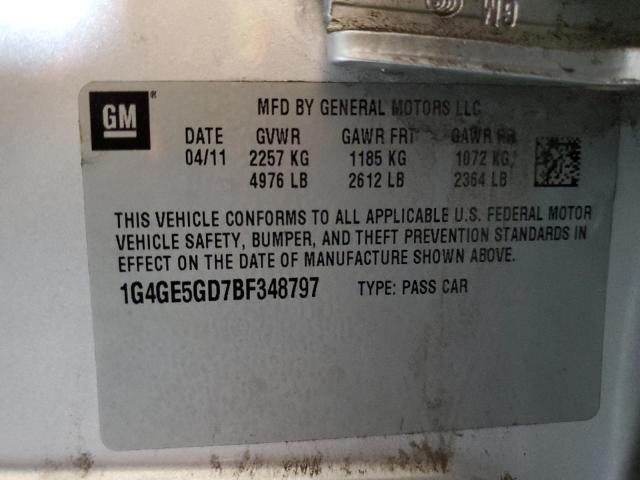 GM
GM
MFD BY GENERAL MOTORS LLC
DATE GVWR GAWR FRT GAWR RR
04/11 2257 KG 1185 KG 1072 KG
4976 LB 2612 LB 2364 LB
THIS VEHICLE CONFORMS TO ALL APPLICABLE U.S. FEDERAL MOTOR
VEHICLE SAFETY, BUMPER, AND THEFT PREVENTION STANDARDS IN
EFFECT ON THE DATE OF MANUFACTURE SHOWN ABOVE.
1G4GE5GD7BF348797 TYPE: PASS CAR